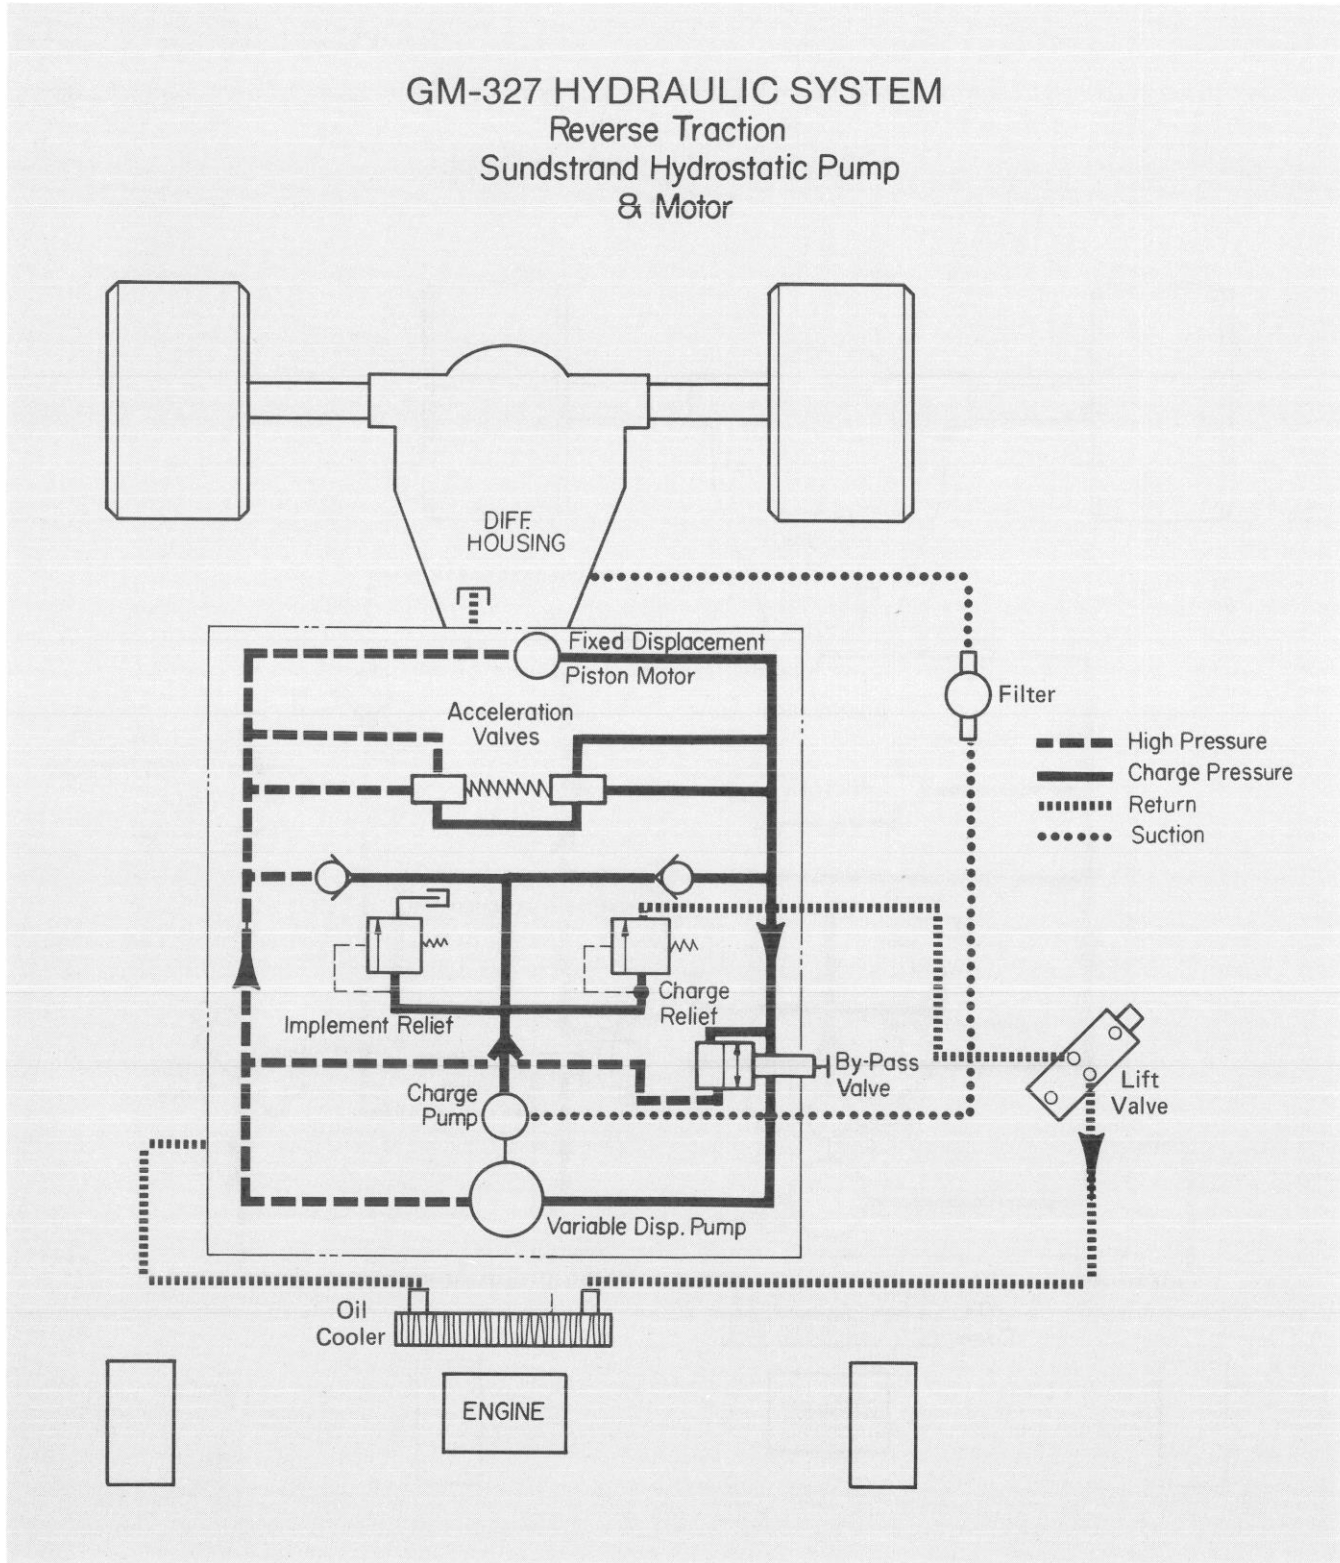 GM-327 HYDRAULIC SYSTEM
Reverse Traction
Sundstrand Hydrostatic Pump
& Motor
DIFF.
HOUSING
Fixed Displacement
Piston Motor
Acceleration
Valves
Filter
High Pressure
Charge Pressure
Return
Suction
Implement Relief
Charge
Relief
By-Pass
Valve
Charge
Pump
Lift
Valve
Variable Disp. Pump
Oil
Cooler
ENGINE